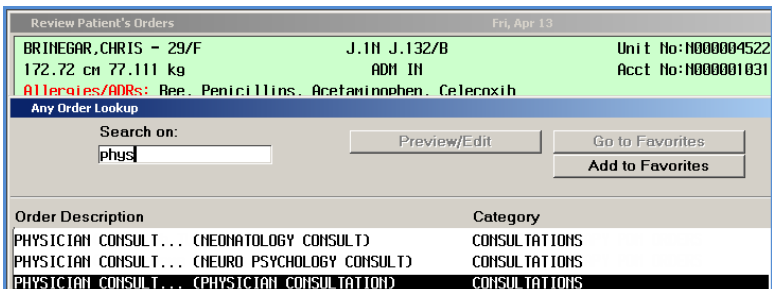 Review Patient's Orders Fri, Apr 13
BRINEGAR,CHRIS - 29/F J.1N J.132/B Unit No:N000004522
172.72 cm 77.111 kg ADM IN Acct No:N000001031
Allergies/ADRs: Bee, Penicillins, Acetaminophen, Celecoxib
Any Order Lookup
Search on:
phys
Preview/Edit
Go to Favorites
Add to Favorites
Order Description Category
PHYSICIAN CONSULT... (NEONATOLOGY CONSULT) CONSULTATIONS
PHYSICIAN CONSULT... (NEURO PSYCHOLOGY CONSULT) CONSULTATIONS
PHYSICIAN CONSULT... (PHYSICIAN CONSULTATION) CONSULTATIONS